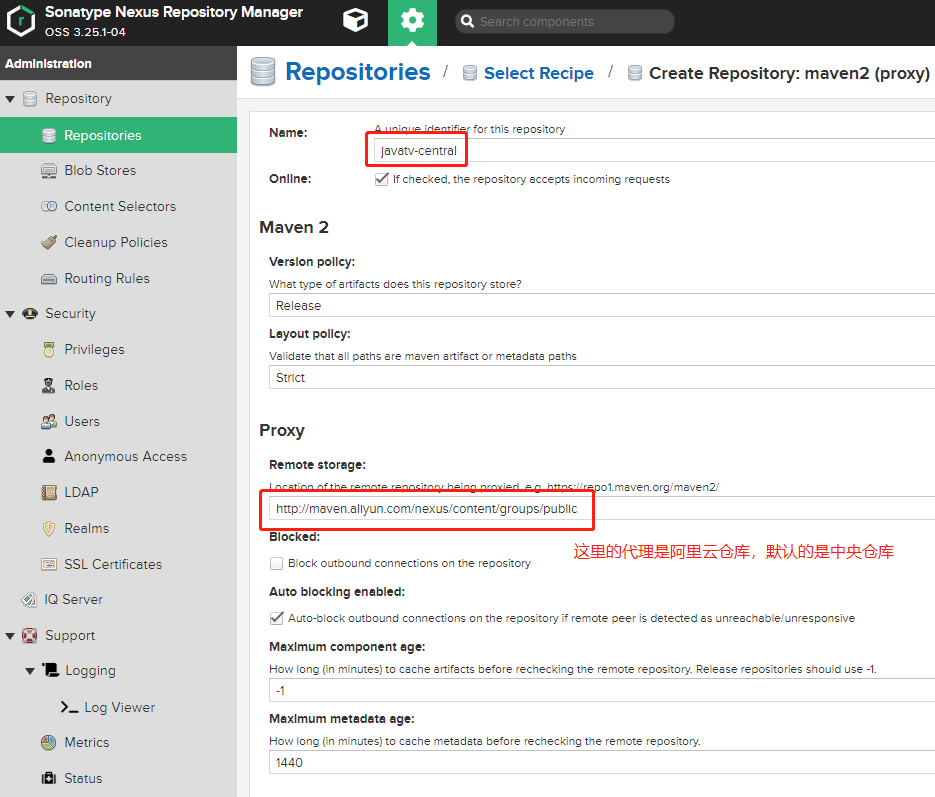 Sonatype Nexus Repository Manager
OSS 3.25.1-04
Search components
Administration
Repository
Repositories
Blob Stores
Content Selectors
Cleanup Policies
Routing Rules
Security
Privileges
Roles
Users
Anonymous Access
LDAP
Realms
SSL Certificates
IQ Server
Support
Logging
Log Viewer
Metrics
Status
Repositories / Select Recipe / Create Repository: maven2 (proxy)
Name:
A unique identifier for this repository
javatv-central
Online:
If checked, the repository accepts incoming requests
Maven 2
Version policy:
What type of artifacts does this repository store?
Release
Layout policy:
Validate that all paths are maven artifact or metadata paths
Strict
Proxy
Remote storage:
Location of the remote repository being proxied, e.g. https://repo1.maven.org/maven2/
http://maven.aliyun.com/nexus/content/groups/public
这里的代理是阿里云仓库，默认的是中央仓库
Blocked:
Block outbound connections on the repository
Auto blocking enabled:
Auto-block outbound connections on the repository if remote peer is detected as unreachable/unresponsive
Maximum component age:
How long (in minutes) to cache artifacts before rechecking the remote repository. Release repositories should use -1.
-1
Maximum metadata age:
How long (in minutes) to cache metadata before rechecking the remote repository.
1440